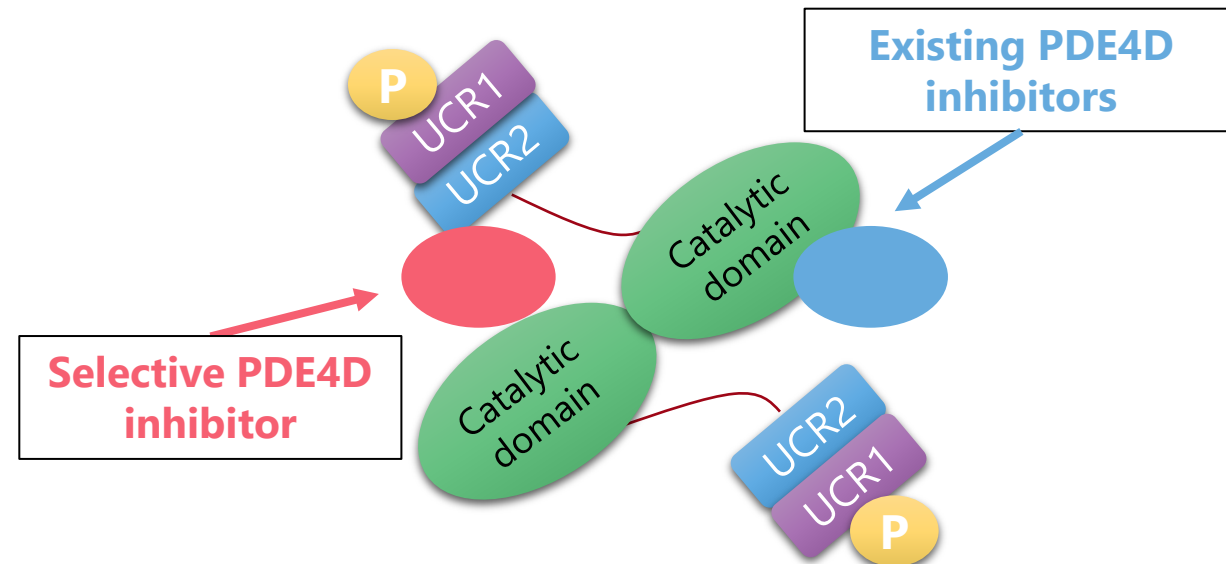 Existing PDE4D
inhibitors
P
UCR1
UCR2
Catalytic
domain
Selective PDE4D
inhibitor
Catalytic
domain
UCR2
UCR1
P